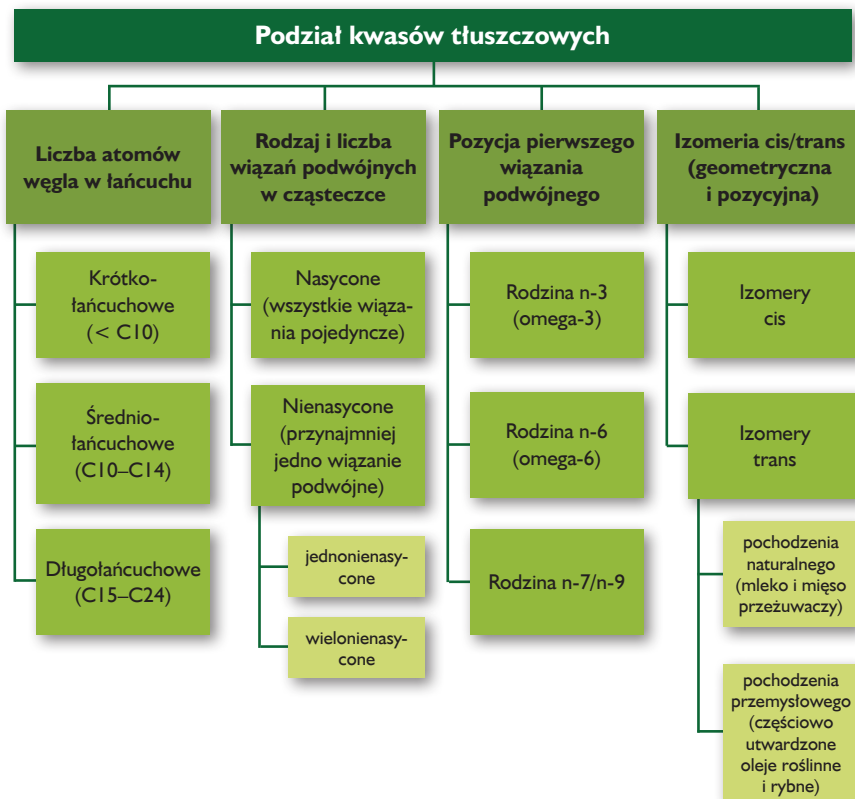 Podział kwasów tłuszczowych
Liczba atomów
węgla w łańcuchu
Krótko-
łańcuchowe
(< C10)
Średnio-
łańcuchowe
(C10–C14)
Długołańcuchowe
(C15–C24)
Rodzaj i liczba
wiązań podwójnych
w cząsteczce
Nasycone
(wszystkie wiąza-
nia pojedyncze)
Nienasycone
(przynajmniej
jedno wiązanie
podwójne)
jednonienasy-
cone
wielonienasy-
cone
Pozycja pierwszego
wiązania
podwójnego
Rodzina n-3
(omega-3)
Rodzina n-6
(omega-6)
Rodzina n-7/n-9
Izomeria cis/trans
(geometryczna
i pozycyjna)
Izomery
cis
Izomery
trans
pochodzenia
naturalnego
(mleko i mięso
przeżuwaczy)
pochodzenia
przemysłowego
(częściowo
utwardzone
oleje roślinne
i rybne)